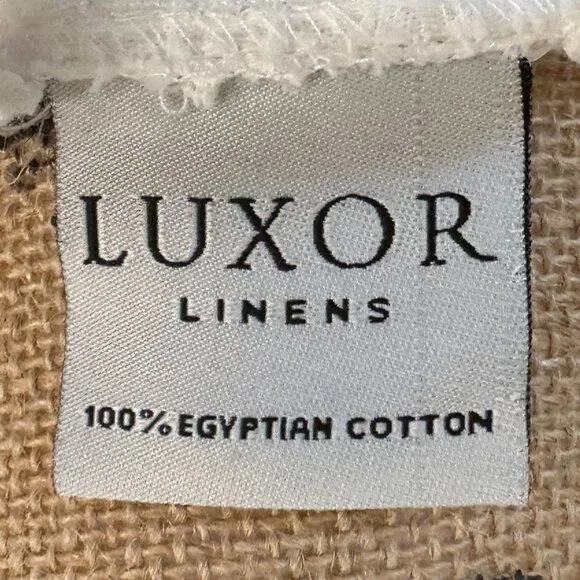 LUXOR
LINENS
100% EGYPTIAN COTTON